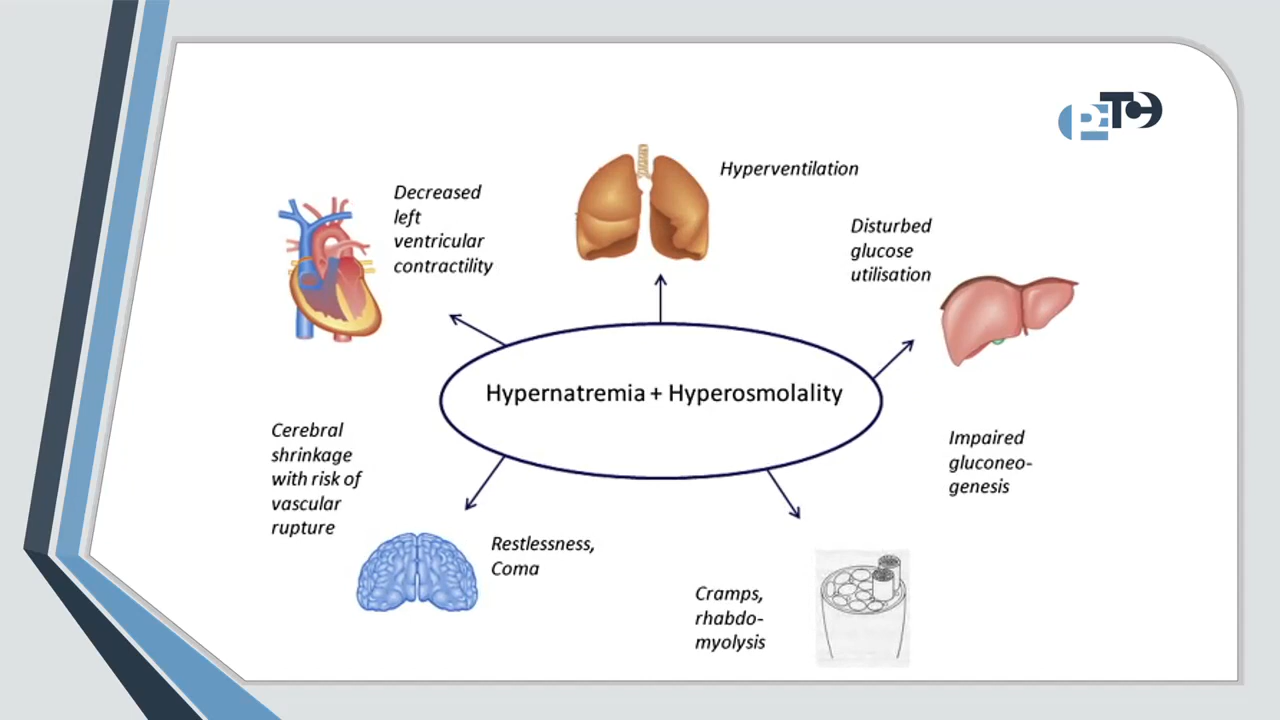 PETC
Hyperventilation
Decreased
left
ventricular
contractility
Disturbed
glucose
utilisation
Hypernatremia + Hyperosmolality
Cerebral
shrinkage
with risk of
vascular
rupture
Impaired
gluconeo-
genesis
Restlessness,
Coma
Cramps,
rhabdo-
myolysis